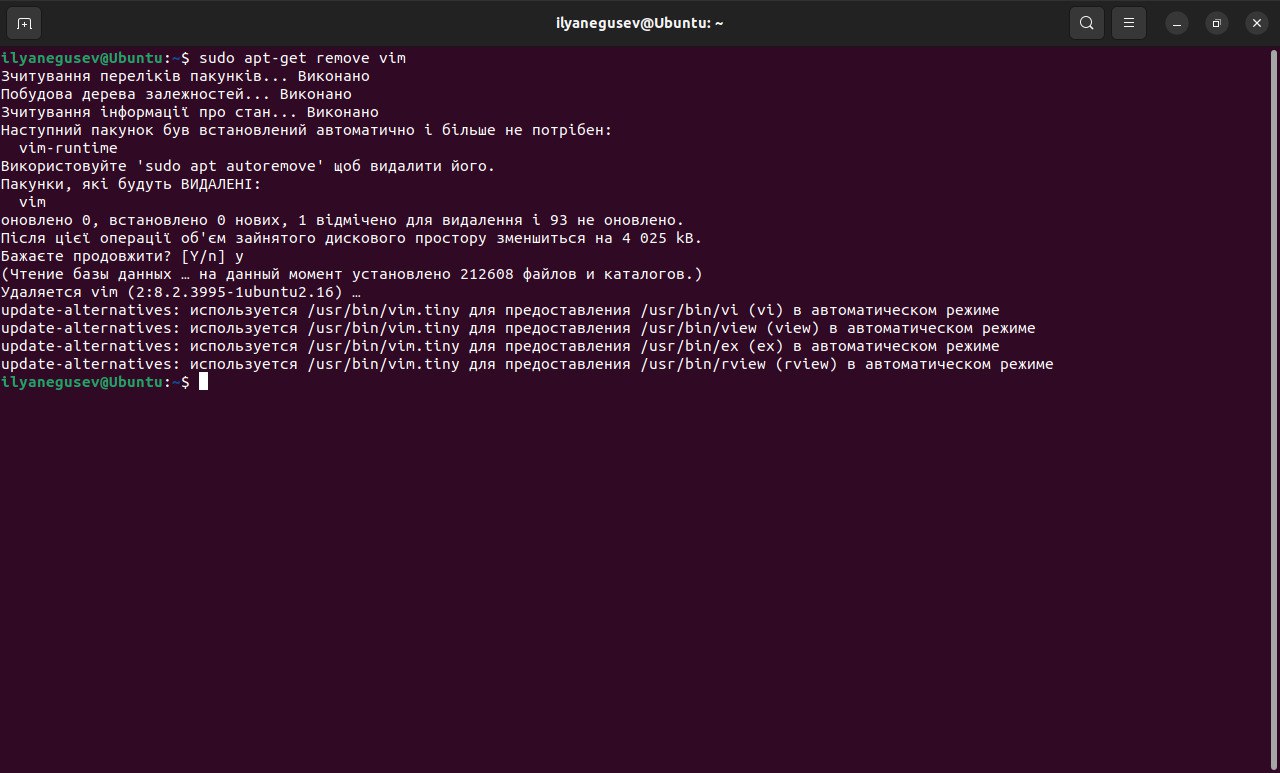 ilyanegusev@Ubuntu: ~
ilyanegusev@Ubuntu:~$ sudo apt-get remove vim
Зчитування переліків пакунків... Виконано
Побудова дерева залежностей... Виконано
Зчитування інформації про стан... Виконано
Наступний пакунок був встановлений автоматично і більше не потрібен:
  vim-runtime
Використовуйте 'sudo apt autoremove' щоб видалити його.
Пакунки, які будуть ВИДАЛЕНІ:
  vim
оновлено 0, встановлено 0 нових, 1 відмічено для видалення і 93 не оновлено.
Після цієї операції об'єм зайнятого дискового простору зменшиться на 4 025 kB.
Бажаєте продовжити? [Y/n] y
(Чтение базы данных … на данный момент установлено 212608 файлов и каталогов.)
Удаляется vim (2:8.2.3995-1ubuntu2.16) …
update-alternatives: используется /usr/bin/vim.tiny для предоставления /usr/bin/vi (vi) в автоматическом режиме
update-alternatives: используется /usr/bin/vim.tiny для предоставления /usr/bin/view (view) в автоматическом режиме
update-alternatives: используется /usr/bin/vim.tiny для предоставления /usr/bin/ex (ex) в автоматическом режиме
update-alternatives: используется /usr/bin/vim.tiny для предоставления /usr/bin/rview (rview) в автоматическом режиме
ilyanegusev@Ubuntu:~$